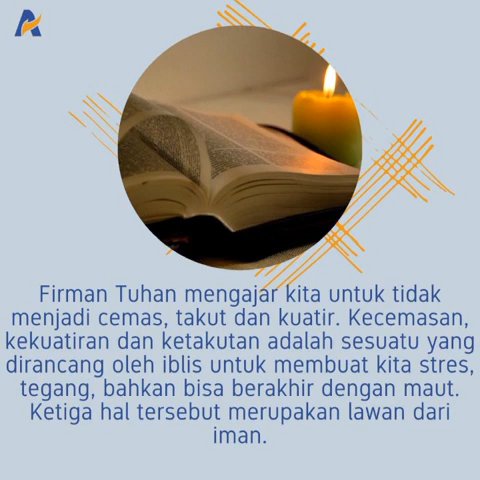 Firman Tuhan mengajar kita untuk tidak
menjadi cemas, takut dan kuatir. Kecemasan,
kekuatiran dan ketakutan adalah sesuatu yang
dirancang oleh iblis untuk membuat kita stres,
tegang, bahkan bisa berakhir dengan maut.
Ketiga hal tersebut merupakan lawan dari
iman.